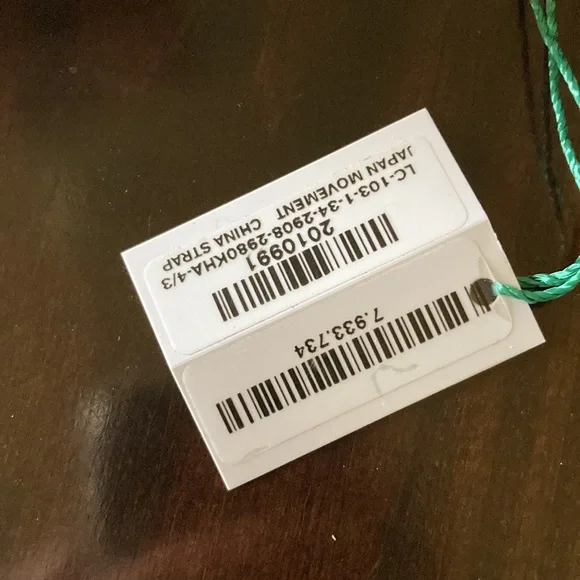 7.933.734
2010991
LC-103-1-34-2908-2980KHA-4/3
JAPAN MOVEMENT CHINA STRAP